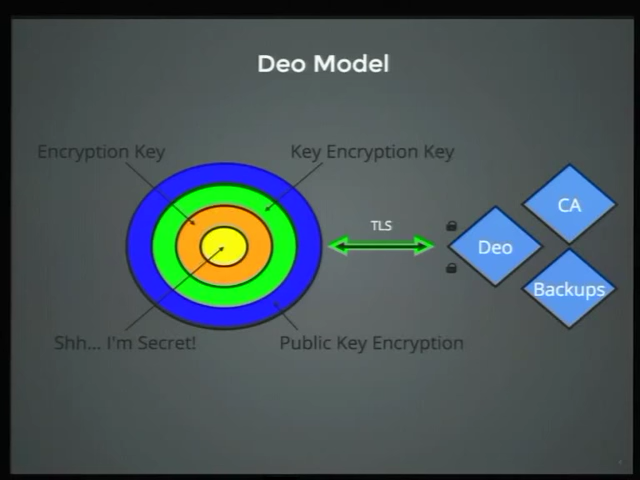 Deo Model
Encryption Key
Key Encryption Key
TLS
CA
Deo
Backups
Shh... I'm Secret!
Public Key Encryption